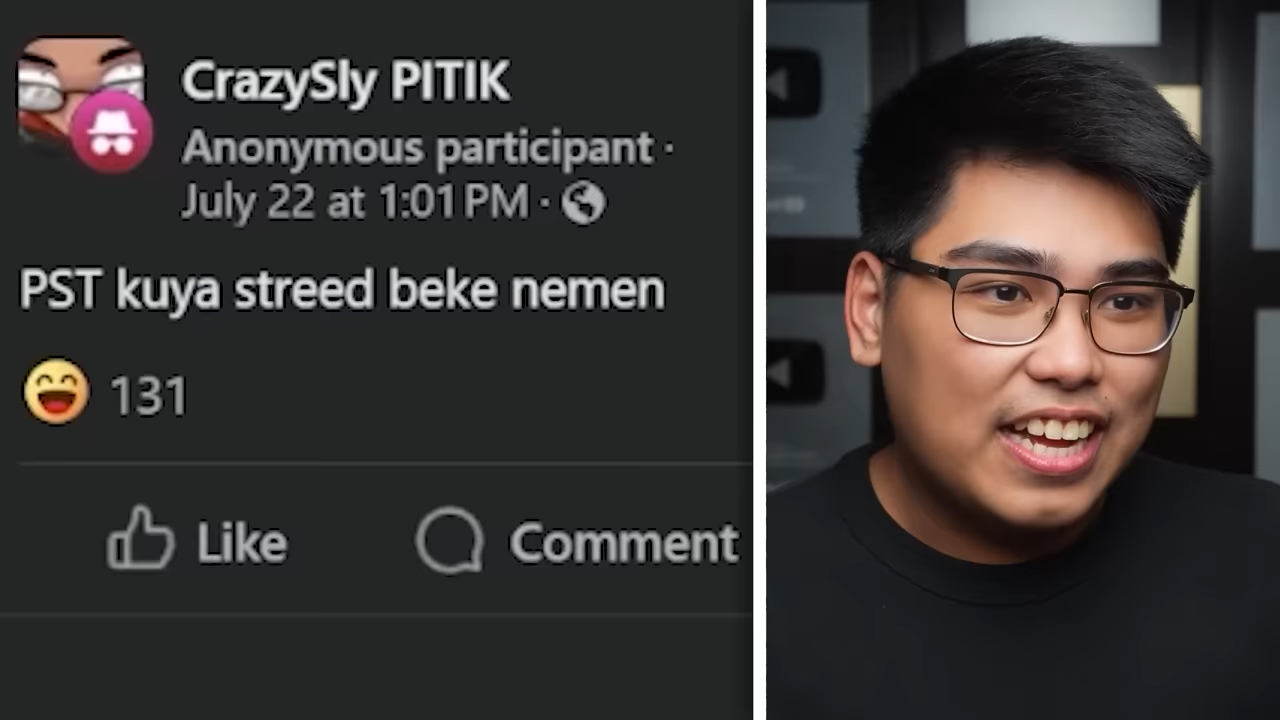 CrazySly PITIK
Anonymous participant ·
July 22 at 1:01 PM ·
PST kuya streed beke nemen
131
Like
Comment